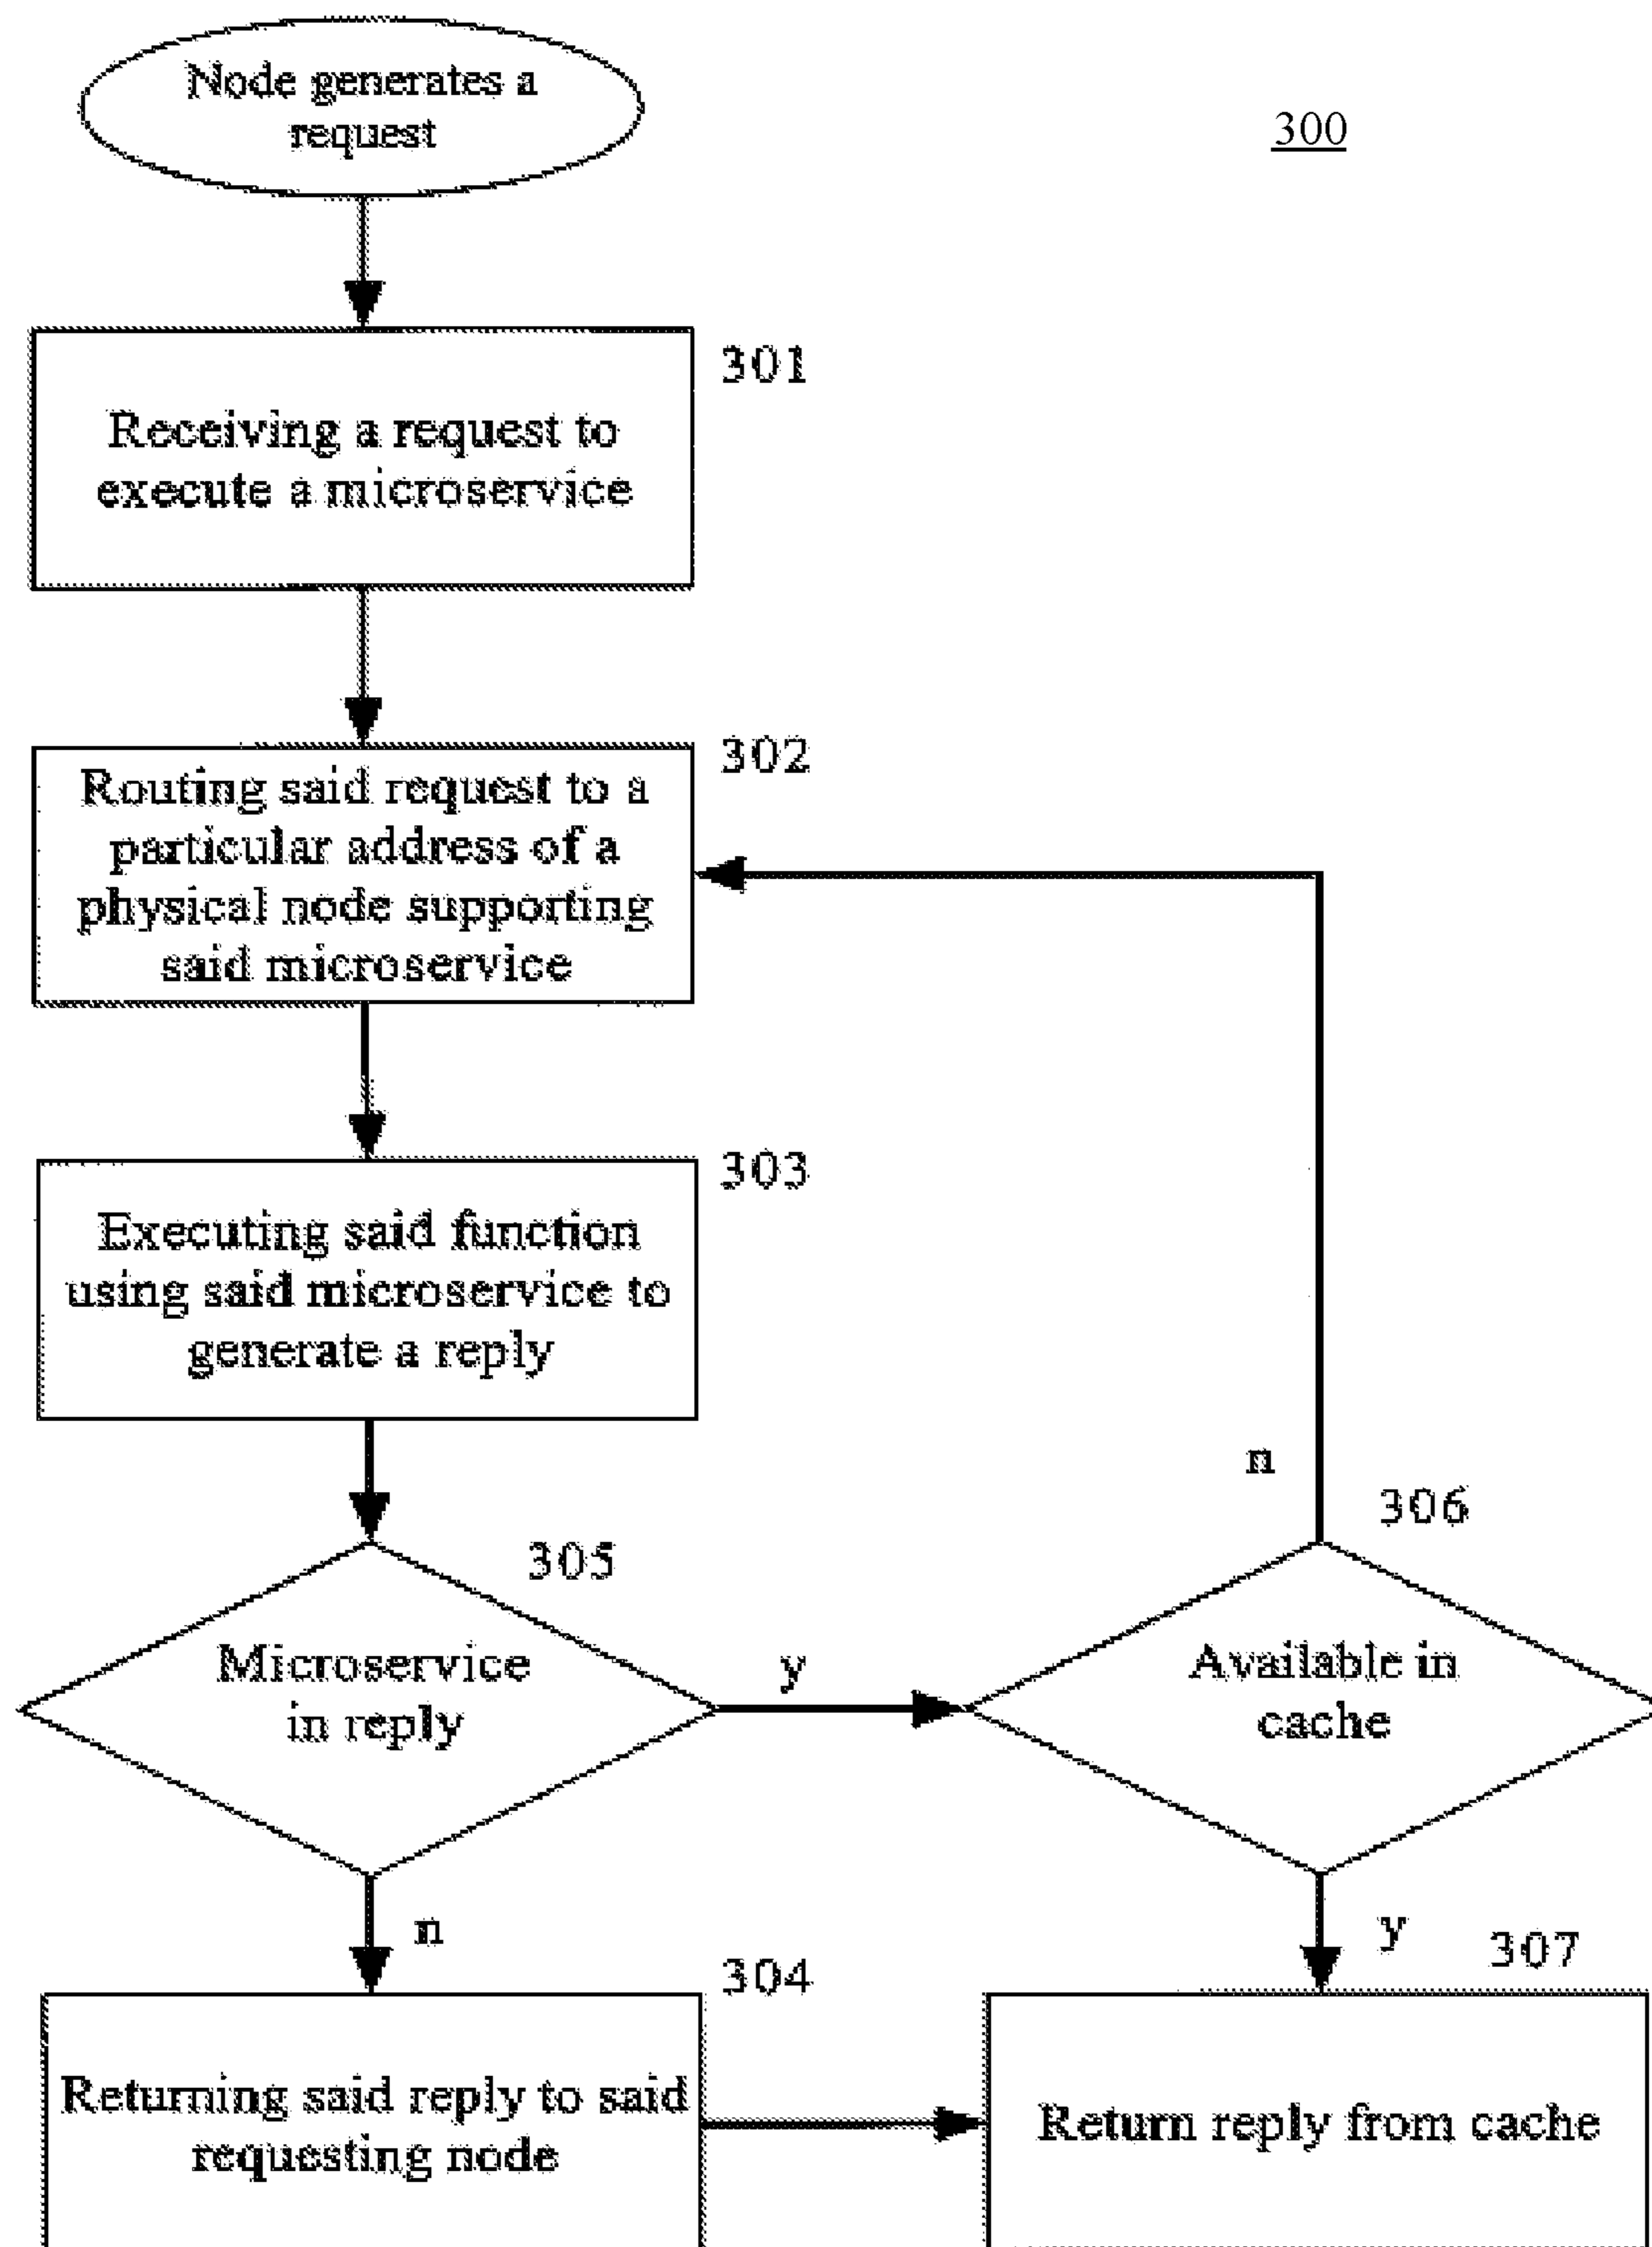 Node generates a
request
300
301
Receiving a request to
execute a microservice
302
Routing said request to a
particular address of a
physical node supporting
said microservice
303
Executing said function
using said microservice to
generate a reply
n
306
305
Microservice
in reply
y
Available in
cache
n
y
307
304
Returning said reply to said
requesting node
Return reply from cache